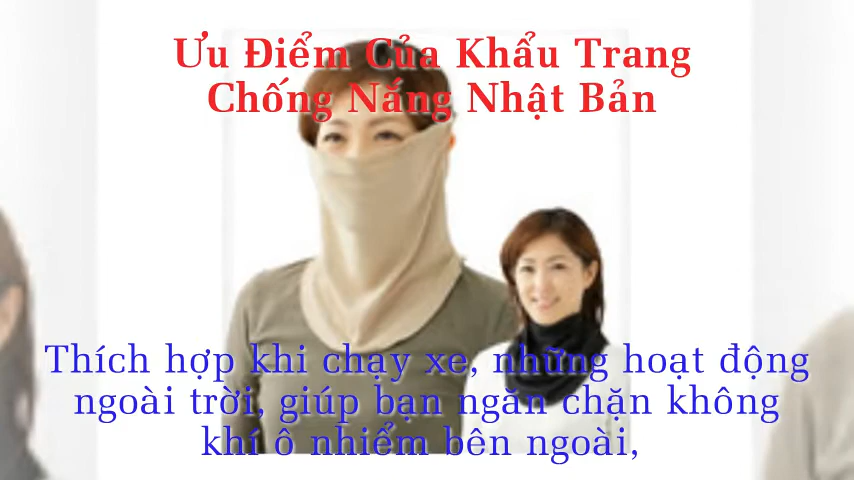 Ưu Điểm Của Khẩu Trang
Chống Nắng Nhật Bản
Thích hợp khi chạy xe, những hoạt động
ngoài trời, giúp bạn ngăn chặn không
khí ô nhiểm bên ngoài,